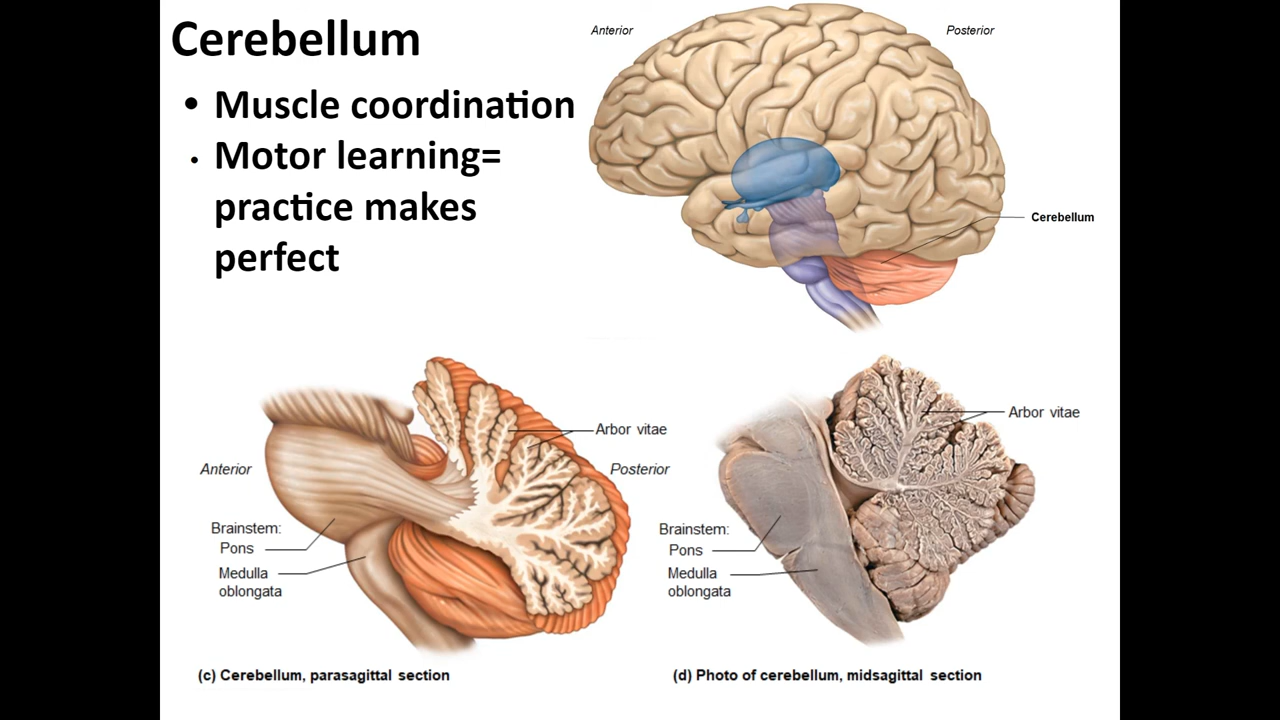 Cerebellum
• Muscle coordination
• Motor learning=
practice makes
perfect
Anterior
Posterior
Cerebellum
Arbor vitae
Anterior
Posterior
Brainstem:
Pons
Medulla
oblongata
(c) Cerebellum, parasagittal section
Arbor vitae
Brainstem:
Pons
Medulla
oblongata
(d) Photo of cerebellum, midsagittal section